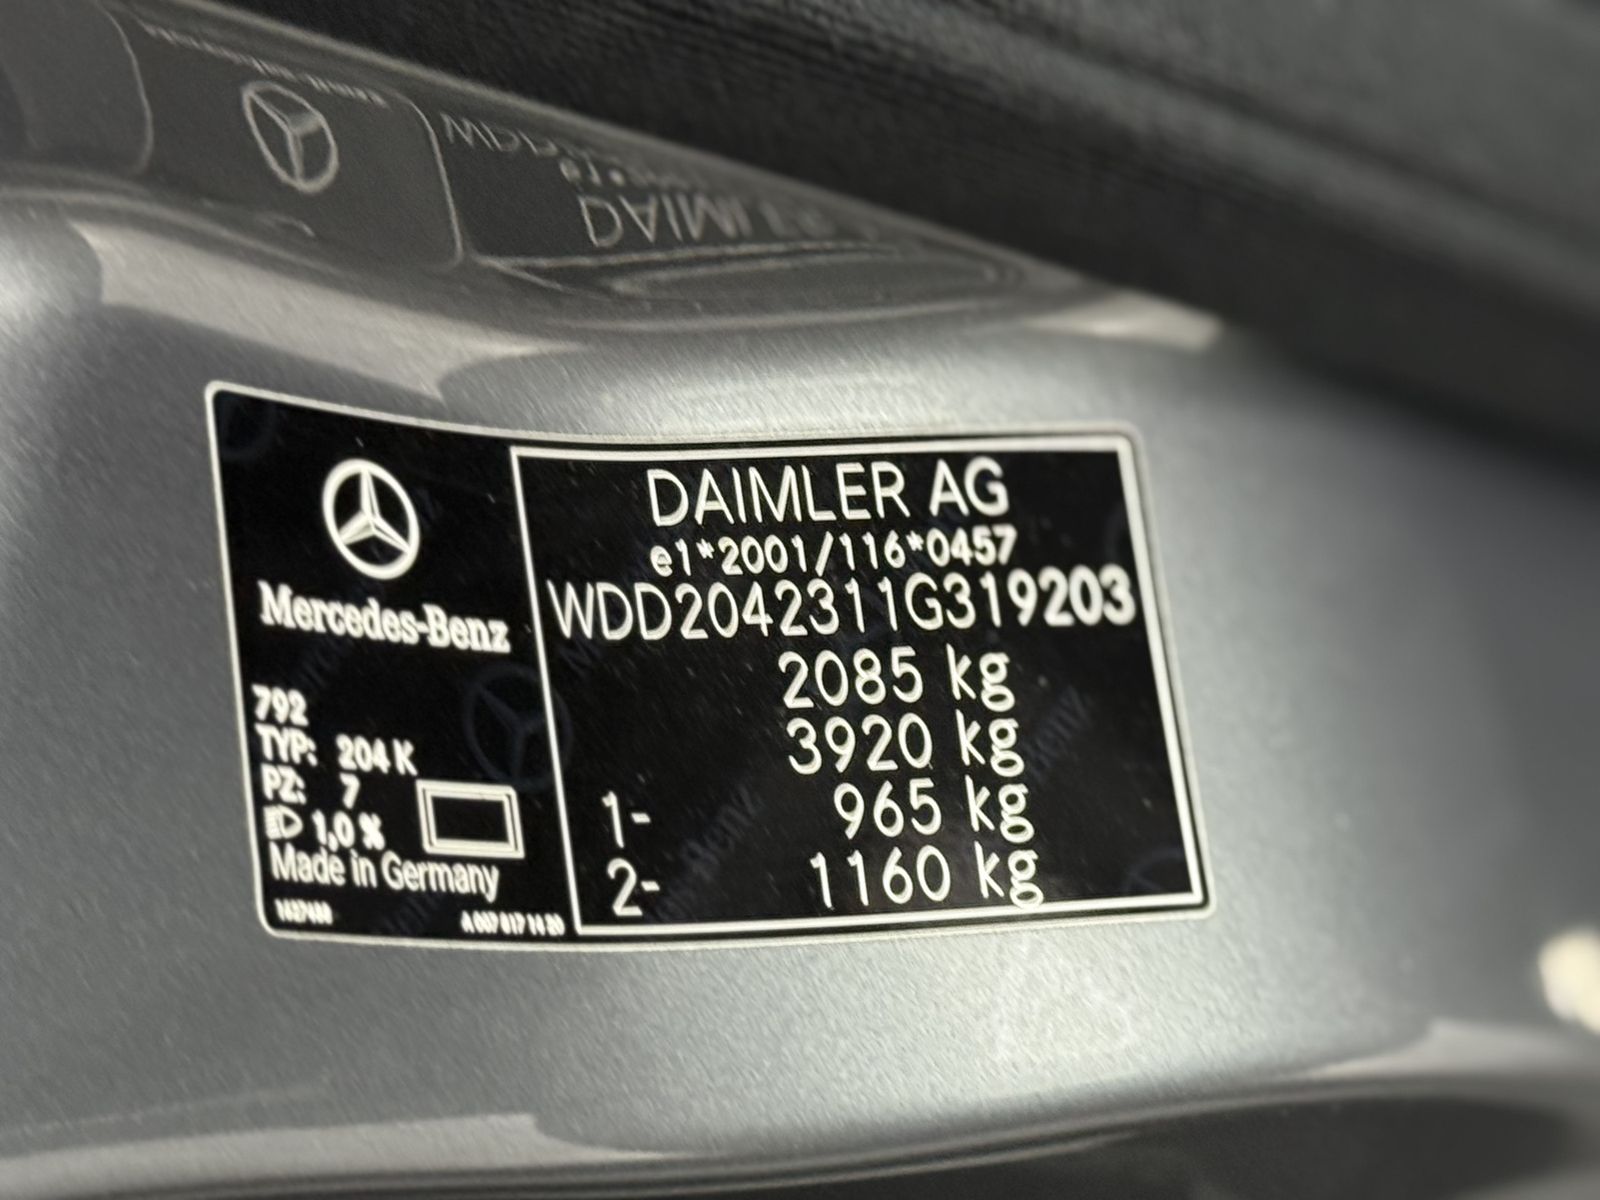 DAIMLER AG
e1*2001/116*0457
WDD2042311G319203
2085 kg
3920 kg
1- 965 kg
2- 1160 kg
Mercedes-Benz
792
TYP: 204 K
PZ: 7
1,0 %
Made in Germany
DAIM